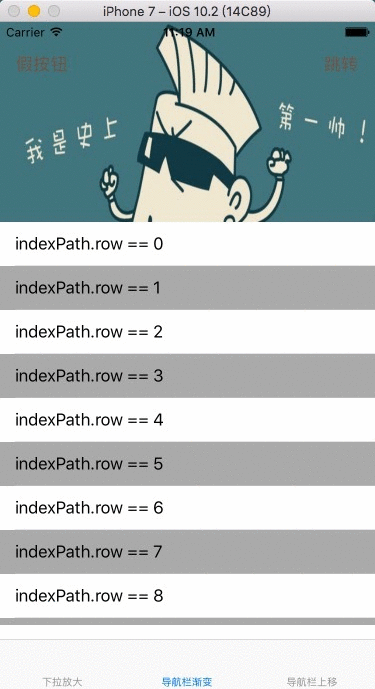 iPhone 7 – iOS 10.2 (14C89)
Carrier 11:19 AM
假按钮 跳转
我是史上 第一帅！
indexPath.row == 0
indexPath.row == 1
indexPath.row == 2
indexPath.row == 3
indexPath.row == 4
indexPath.row == 5
indexPath.row == 6
indexPath.row == 7
indexPath.row == 8
下拉放大 导航栏渐变 导航栏上移